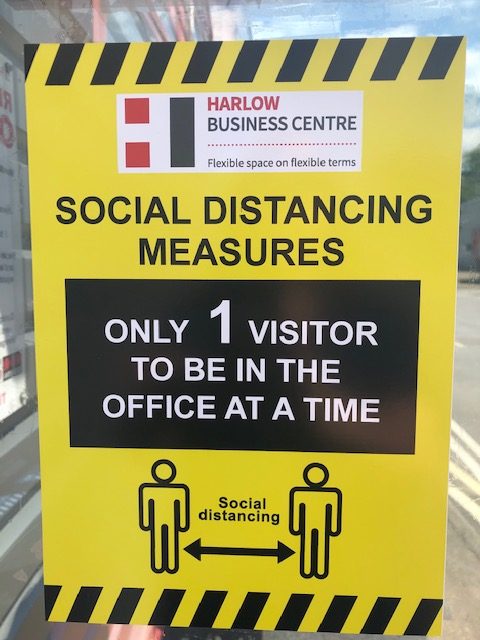 HARLOW
BUSINESS CENTRE
Flexible space on flexible terms
SOCIAL DISTANCING
MEASURES
ONLY 1 VISITOR
TO BE IN THE
OFFICE AT A TIME
Social
distancing